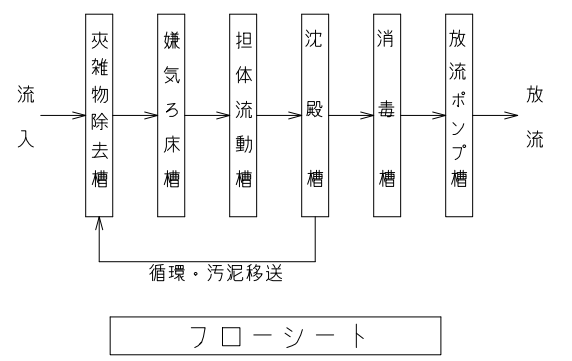 流入
夾雑物除去槽
嫌気ろ床槽
担体流動槽
沈殿槽
消毒槽
放流ポンプ槽
放流
循環・汚泥移送
フローシート